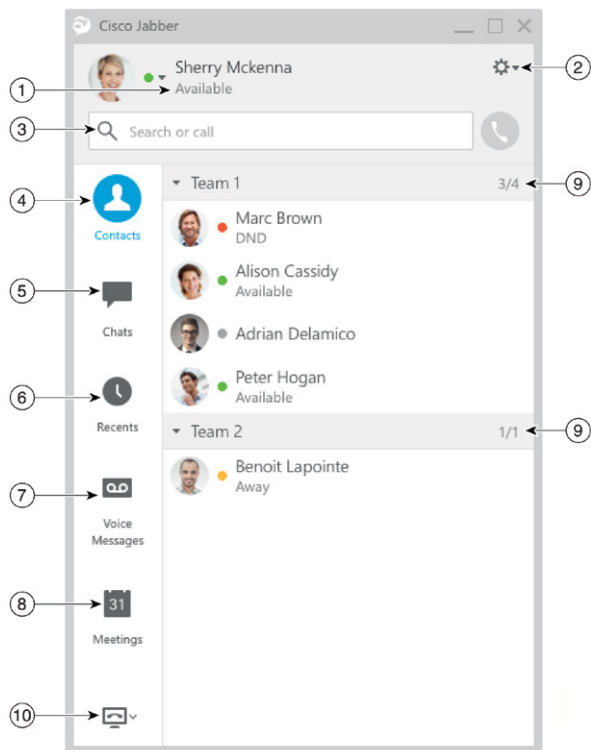 Cisco Jabber
Sherry Mckenna
2
1
Available
3
Search or call
Team 1
3/4
9
4
Contacts
Marc Brown
DND
5
Alison Cassidy
Available
Chats
Adrian Delamico
6
Peter Hogan
Available
Recents
Team 2
1/1
9
Benoit Lapointe
Away
7
Voice
Messages
8
31
Meetings
10